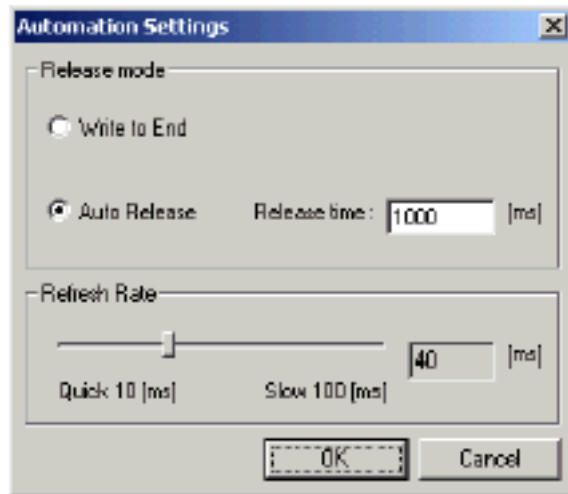 Automation Settings
Release mode
Write to End
Auto Release Release time : 1000 [ms]
Refresh Rate
40 [ms]
Quick 10 [ms] Slow 100 [ms]
OK Cancel